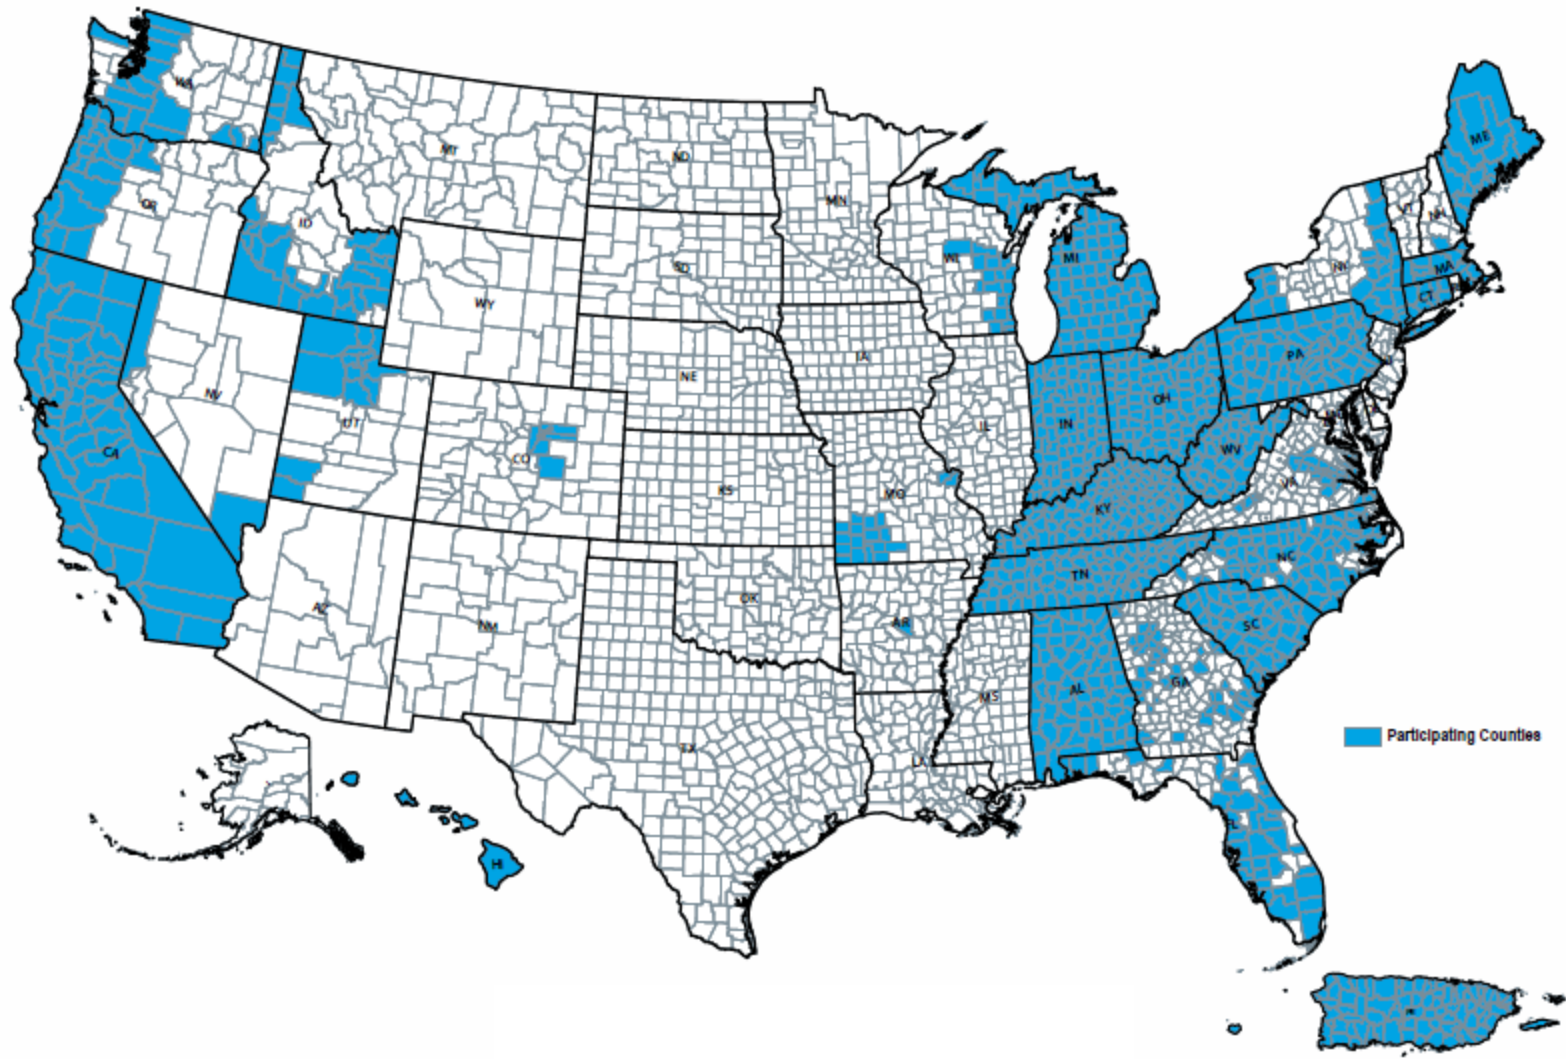 WA
MT
ND
MN
ME
OR
ID
VT
NH
SD
WI
MI
NY
MA
CT
WY
IA
PA
NV
NE
OH
IL
IN
UT
CA
CO
WV
KS
MO
VA
KY
NC
TN
AZ
OK
NM
AR
SC
MS
AL
GA
Participating Counties
TX
LA
HI